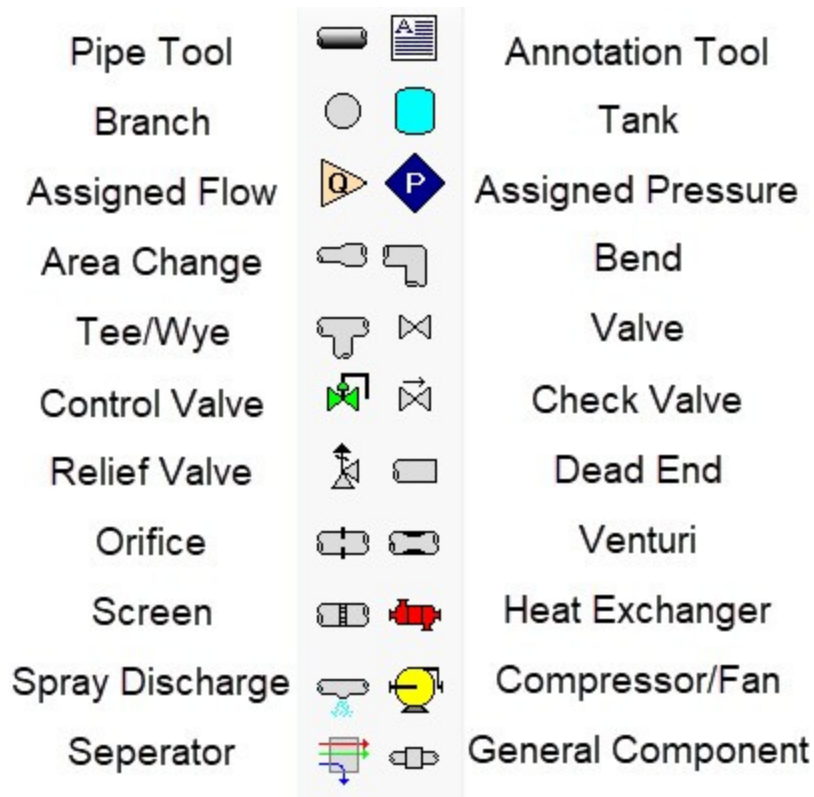 Pipe Tool A Annotation Tool
Branch Tank
Assigned Flow Q P Assigned Pressure
Area Change Bend
Tee/Wye Valve
Control Valve Check Valve
Relief Valve Dead End
Orifice Venturi
Screen Heat Exchanger
Spray Discharge Compressor/Fan
Seperator General Component